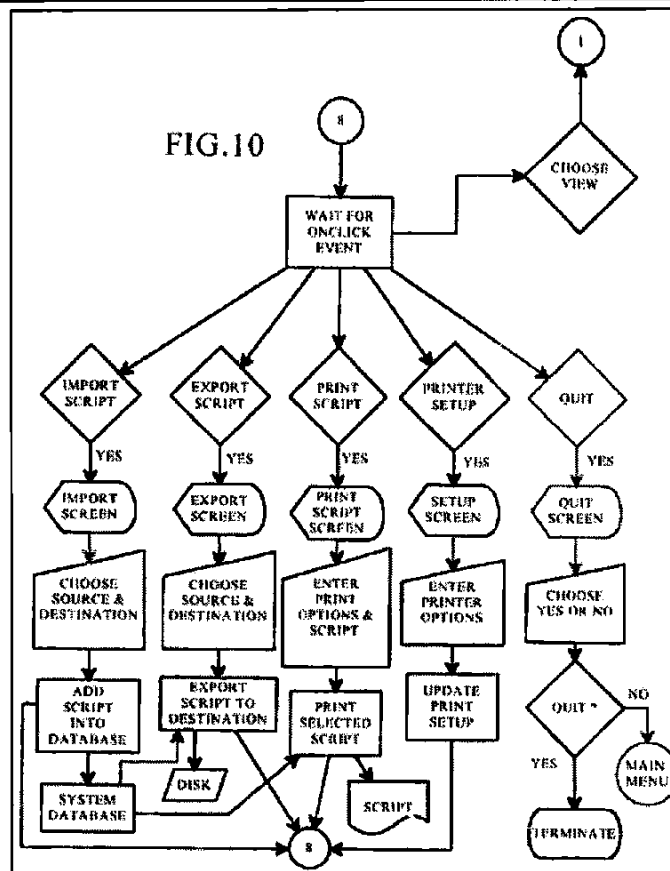 1
8
FIG.10
CHOOSE
VIEW
WAIT FOR
ONCLICK
EVENT
IMPORT
SCRIPT
EXPORT
SCRIPT
PRINT
SCRIPT
PRINTER
SETUP
QUIT
YES
YES
YES
YES
YES
IMPORT
SCREEN
EXPORT
SCREEN
PRINT
SCRIPT
SCREEN
SETUP
SCREEN
QUIT
SCREEN
CHOOSE
SOURCE &
DESTINATION
CHOOSE
SOURCE &
DESTINATION
ENTER
PRINT
OPTIONS &
SCRIPT
ENTER
PRINTER
OPTIONS
CHOOSE
YES OR NO
ADD
SCRIPT
INTO
DATABASE
EXPORT
SCRIPT TO
DESTINATION
PRINT
SELECTED
SCRIPT
UPDATE
PRINT
SETUP
QUIT
NO
MAIN
MENU
YES
SYSTEM
DATABASE
DISK
SCRIPT
8
TERMINATE